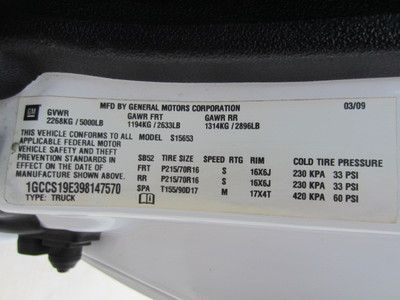 MFD BY GENERAL MOTORS CORPORATION 03/09
GM GVWR GAWR FRT GAWR RR
2268KG / 5000LB 1194KG / 2633LB 1314KG / 2896LB
THIS VEHICLE CONFORMS TO ALL MODEL S15653
APPLICABLE FEDERAL MOTOR
VEHICLE SAFETY AND THEFT
PREVENTION STANDARDS IN SB52 TIRE SIZE SPEED RTG RIM COLD TIRE PRESSURE
EFFECT ON THE DATE OF FRT P215/70R16 S 16X6J 230 KPA 33 PSI
MANUFACTURE SHOWN ABOVE. RR P215/70R16 S 16X6J 230 KPA 33 PSI
1GCCS19E398147570 SPA T155/90D17 M 17X4T 420 KPA 60 PSI
TYPE: TRUCK